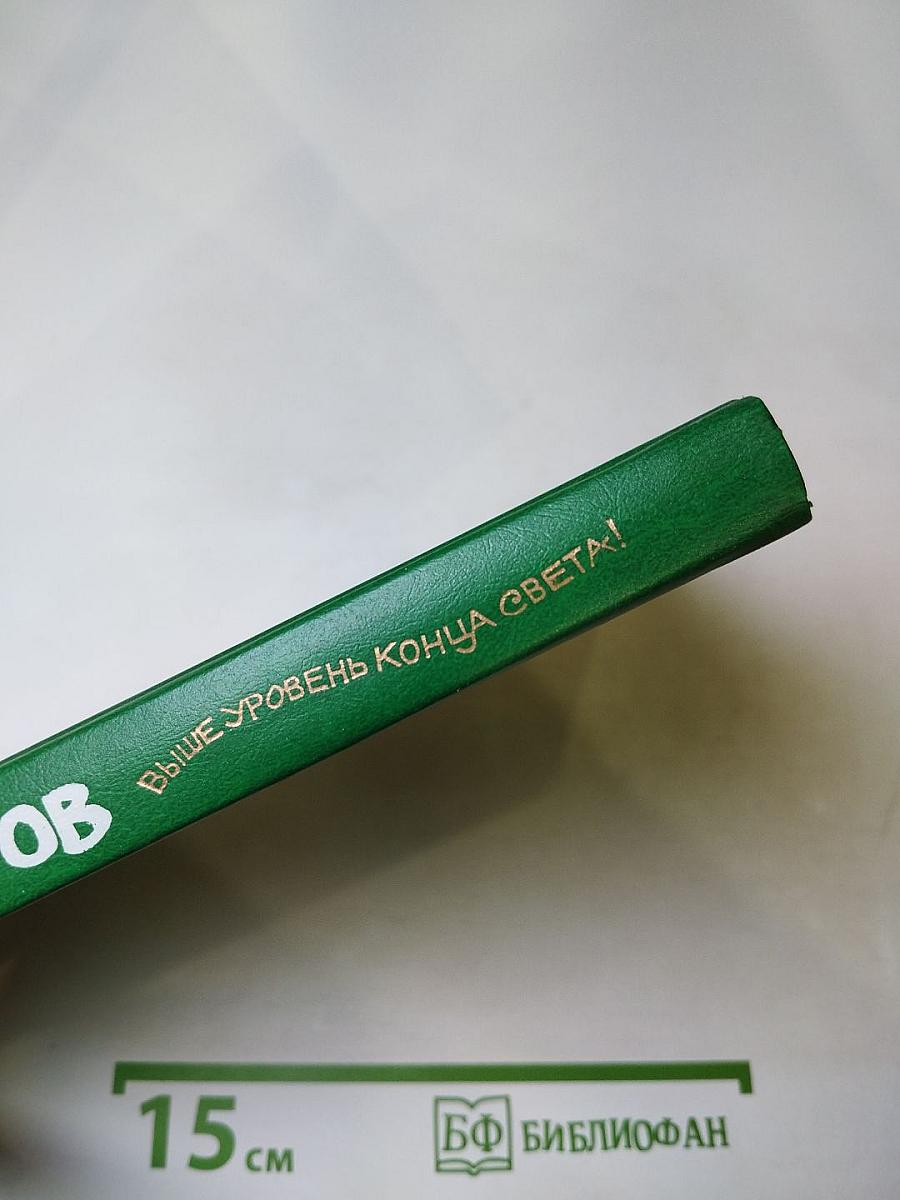 ОВ ВЫШЕ УРОВЕНЬ КОНЦА СВЕТА!
15 см
БФ БИБЛИОФАН